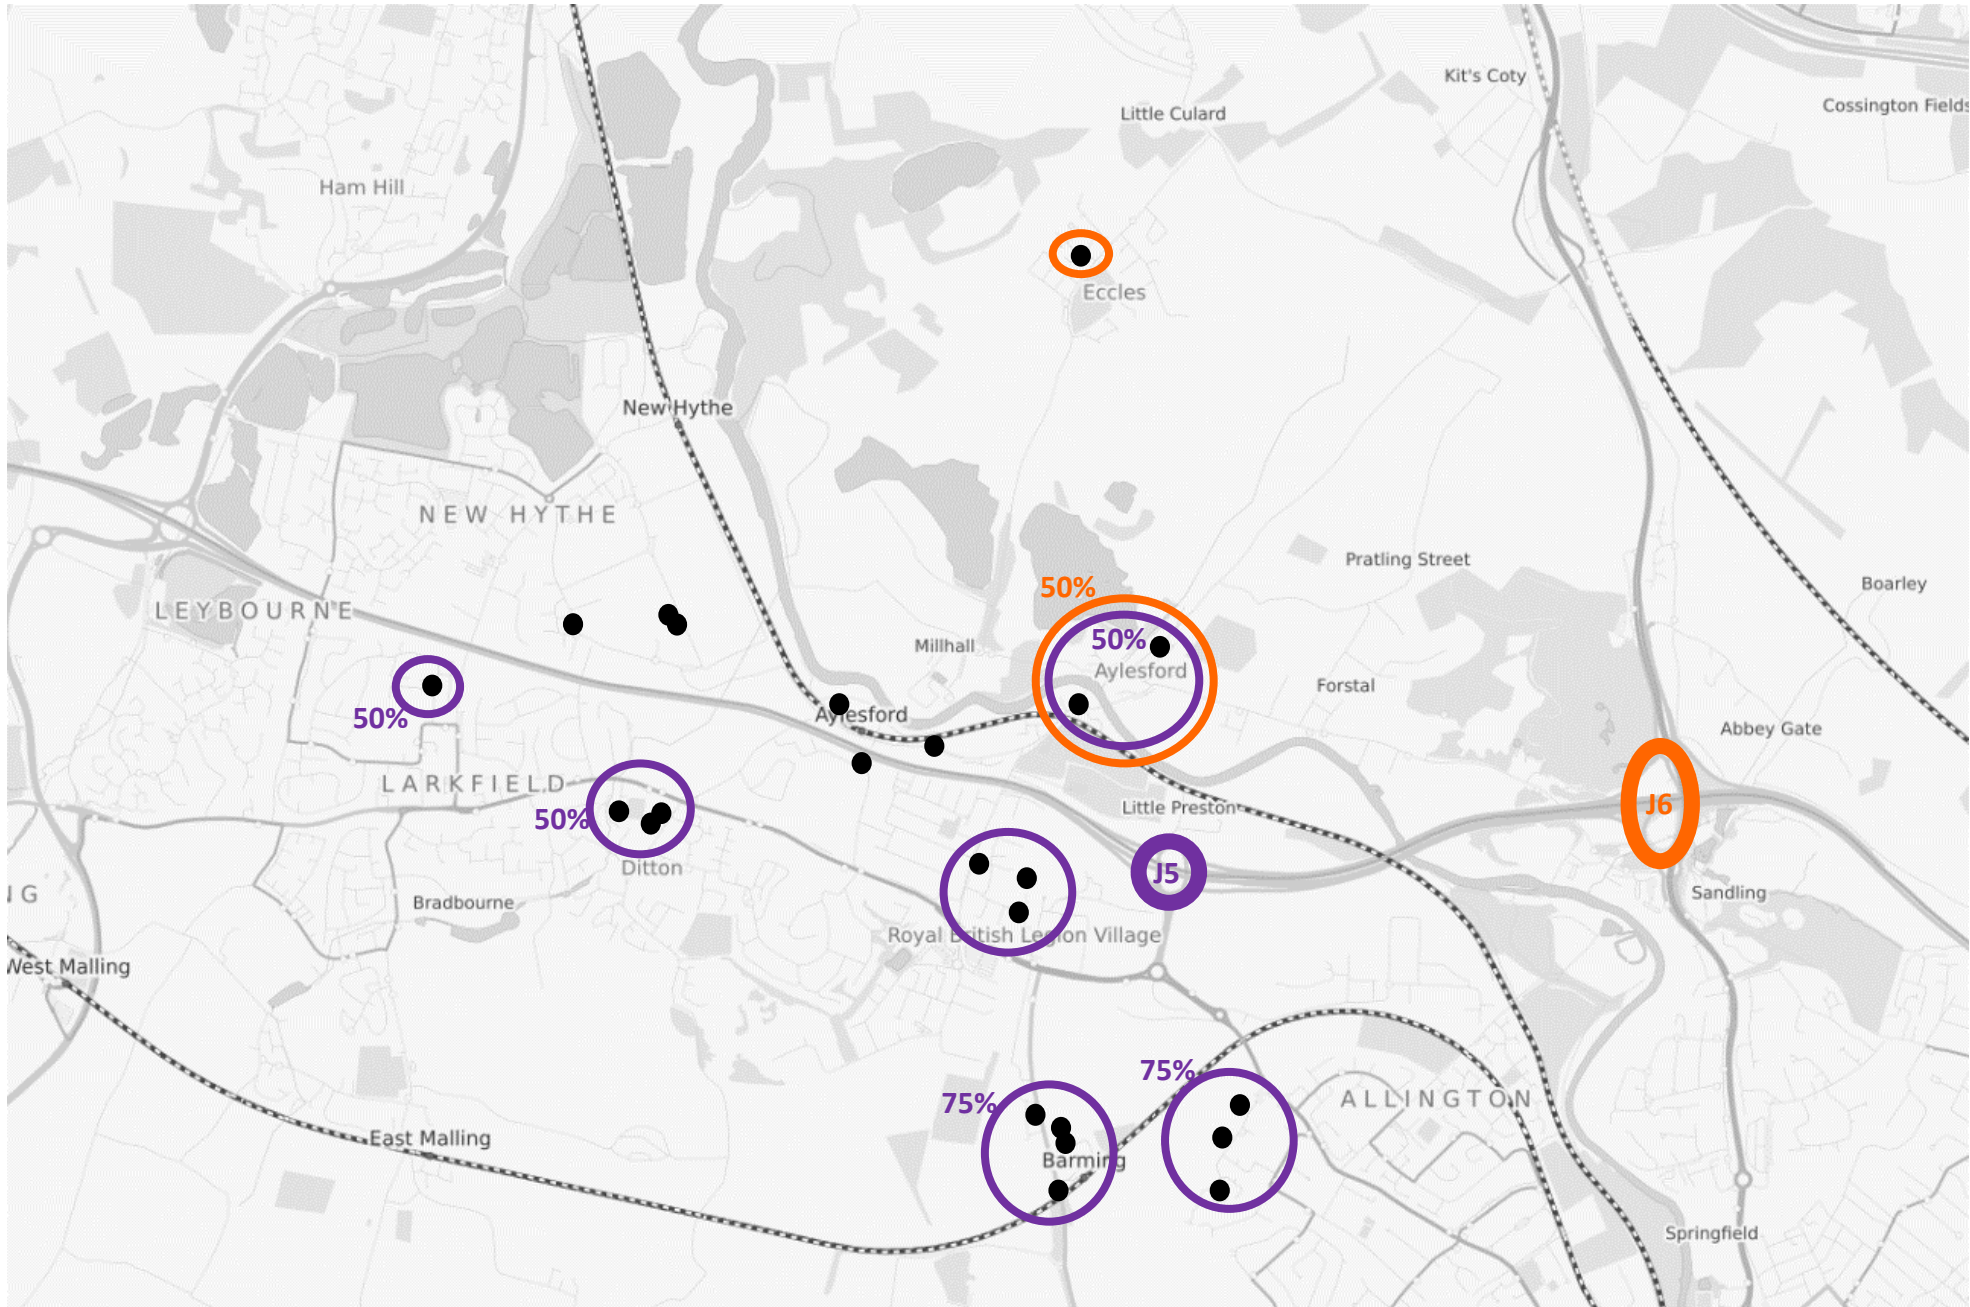 Kit's Coty
Cossington Fields
Little Culard
Ham Hill
Eccles
New Hythe
NEW HYTHE
Pratling Street
50%
Boarley
LEYBOURNE
50%
Millhall
Aylesford
Forstal
50%
Aylesford
Abbey Gate
LARKFIELD
J6
50%
Little Preston
Ditton
J5
NG
Bradbourne
Sandling
Royal British Legion Village
West Malling
75%
75%
ALLINGTON
East Malling
Barming
Springfield